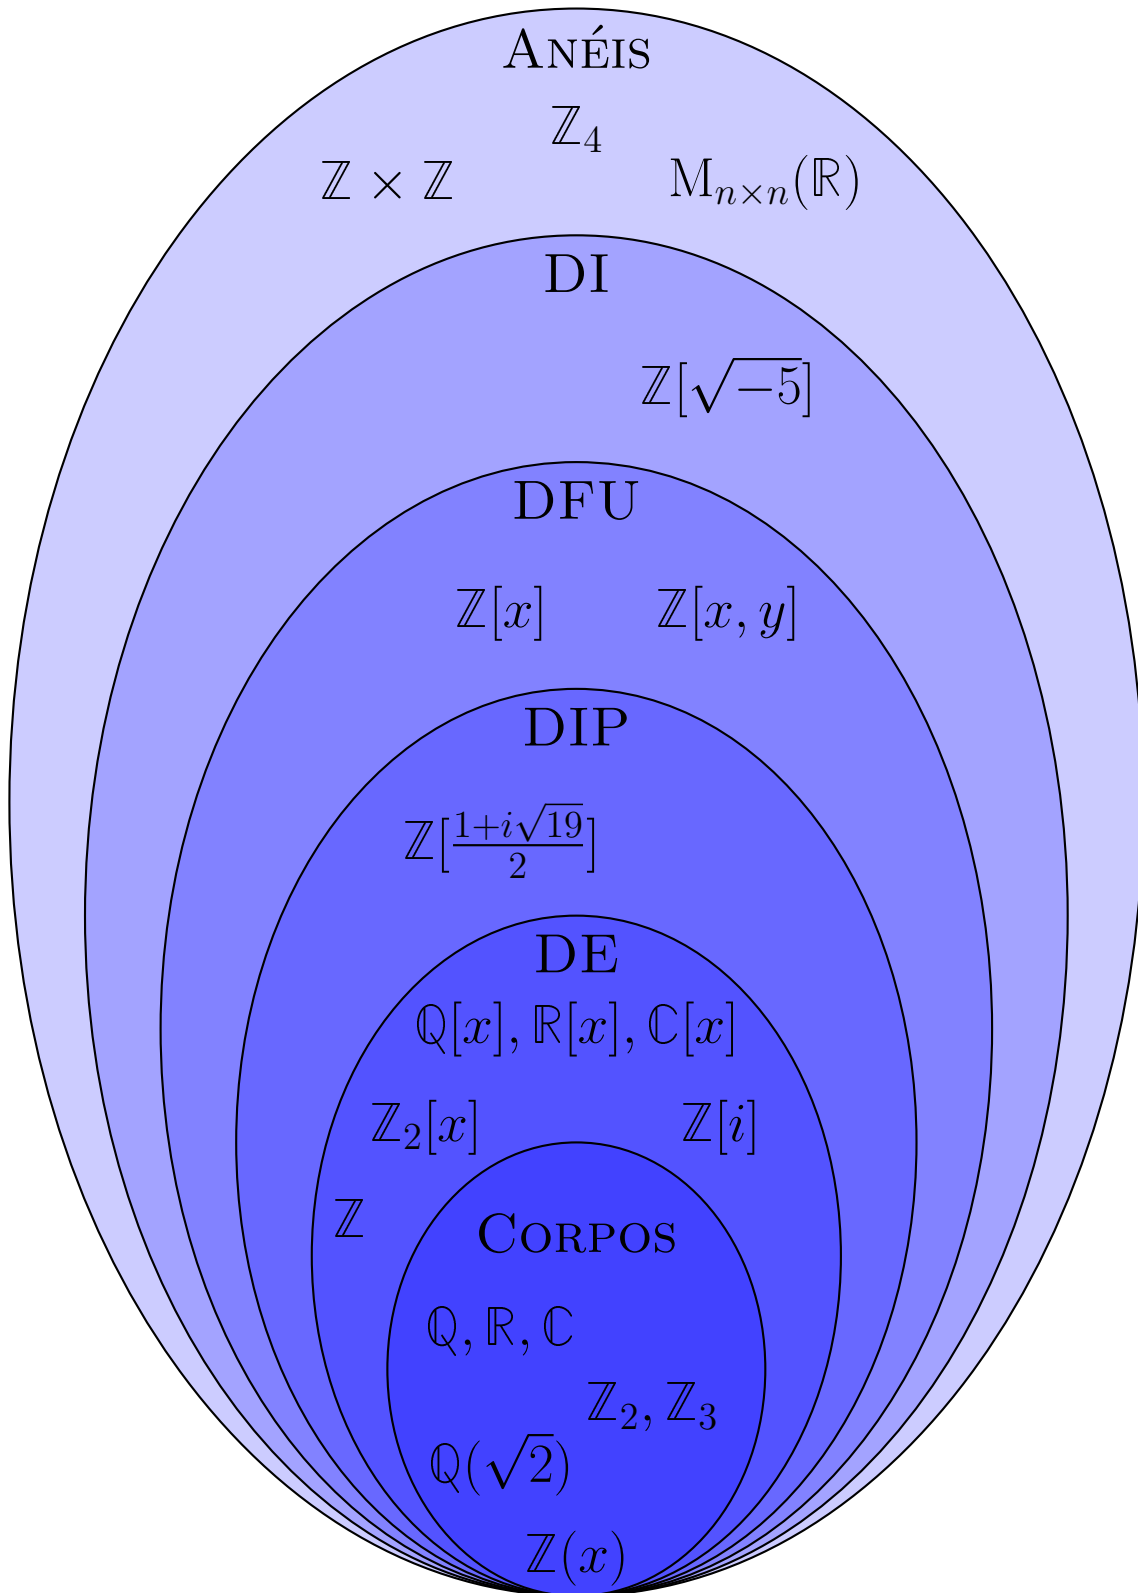 ANÉIS
ℤ₄
ℤ × ℤ
M_{n×n}(ℝ)
DI
ℤ[√−5]
DFU
ℤ[x]
ℤ[x, y]
DIP
ℤ[(1+i√19)/2]
DE
ℚ[x], ℝ[x], ℂ[x]
ℤ₂[x]
ℤ[i]
ℤ
CORPOS
ℚ, ℝ, ℂ
ℤ₂, ℤ₃
ℚ(√2)
ℤ(x)